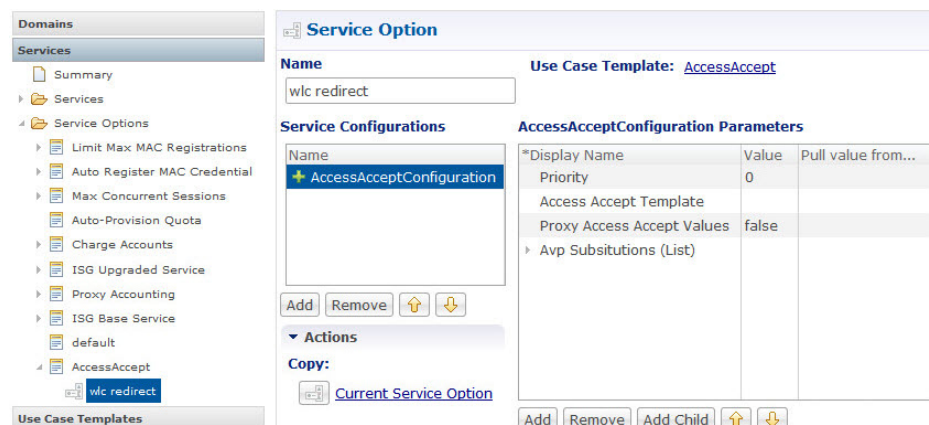 Domains
Services
Summary
Services
Service Options
Limit Max MAC Registrations
Auto Register MAC Credential
Max Concurrent Sessions
Auto-Provision Quota
Charge Accounts
ISG Upgraded Service
Proxy Accounting
ISG Base Service
default
AccessAccept
wlc redirect
Use Case Templates
Service Option
Name
Use Case Template: AccessAccept
wlc redirect
Service Configurations
Name
AccessAcceptConfiguration
Add Remove
Actions
Copy:
Current Service Option
AccessAcceptConfiguration Parameters
*Display Name Value Pull value from...
Priority 0
Access Accept Template
Proxy Access Accept Values false
Avp Subsitutions (List)
Add Remove Add Child